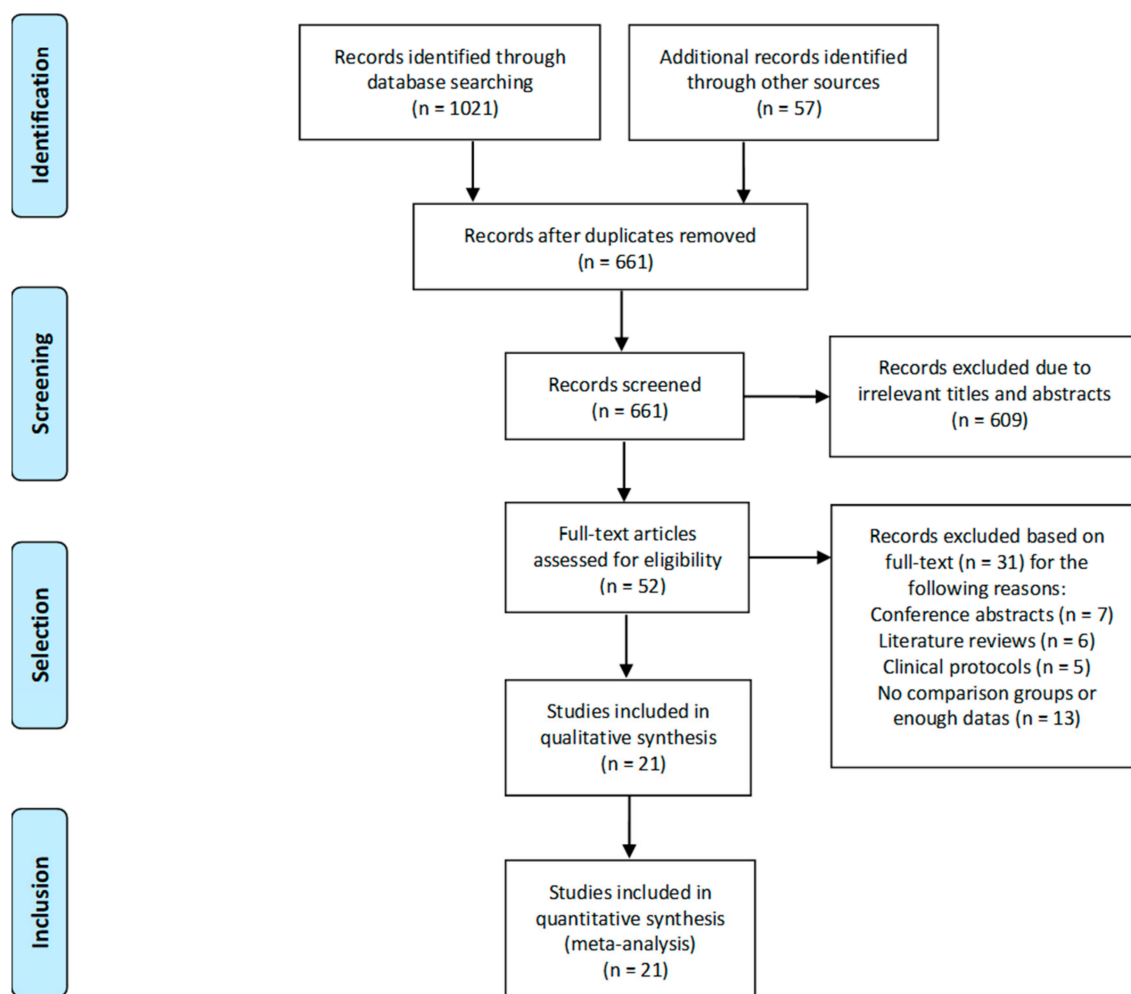 Identification
Records identified through
database searching
(n = 1021)
Additional records identified
through other sources
(n = 57)
Records after duplicates removed
(n = 661)
Screening
Records screened
(n = 661)
Records excluded due to
irrelevant titles and abstracts
(n = 609)
Selection
Full-text articles
assessed for eligibility
(n = 52)
Records excluded based on
full-text (n = 31) for the
following reasons:
Conference abstracts (n = 7)
Literature reviews (n = 6)
Clinical protocols (n = 5)
No comparison groups or
enough datas (n = 13)
Studies included in
qualitative synthesis
(n = 21)
Inclusion
Studies included in
quantitative synthesis
(meta-analysis)
(n = 21)